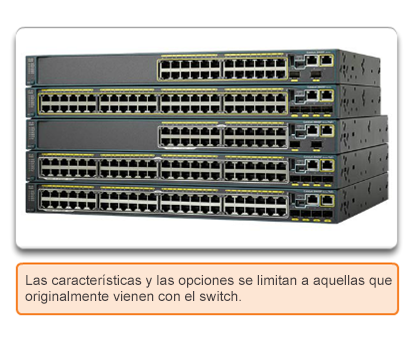 Las características y las opciones se limitan a aquellas que
originalmente vienen con el switch.